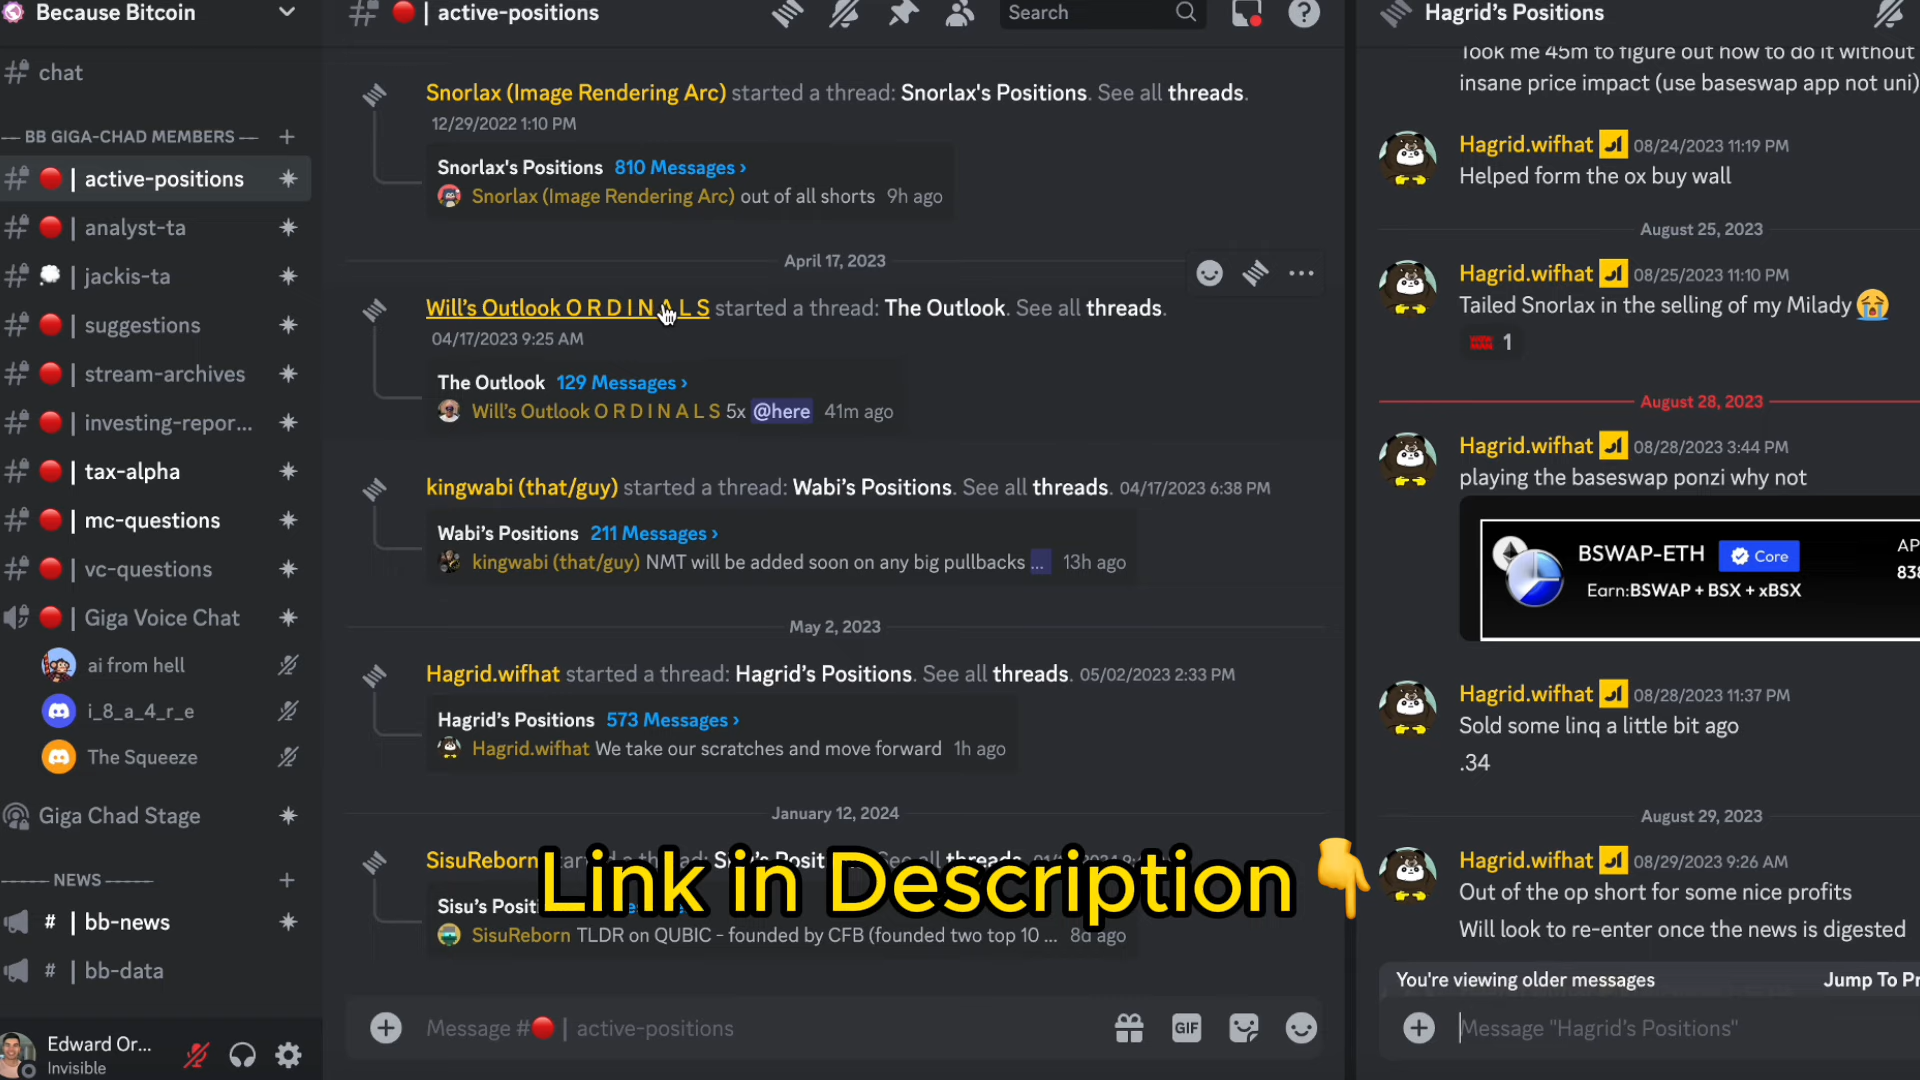 Because Bitcoin
chat
BB GIGA-CHAD MEMBERS
active-positions
analyst-ta
jackis-ta
suggestions
stream-archives
investing-repor...
tax-alpha
mc-questions
vc-questions
Giga Voice Chat
ai from hell
i_8_a_4_r_e
The Squeeze
Giga Chad Stage
NEWS
# | bb-news
# | bb-data
Edward Or...
Invisible
# | active-positions
Search
Snorlax (Image Rendering Arc) started a thread: Snorlax's Positions. See all threads.
12/29/2022 1:10 PM
Snorlax's Positions 810 Messages ›
Snorlax (Image Rendering Arc) out of all shorts 9h ago
April 17, 2023
Will's Outlook O R D I N A L S started a thread: The Outlook. See all threads.
04/17/2023 9:25 AM
The Outlook 129 Messages ›
Will's Outlook O R D I N A L S 5x @here 41m ago
kingwabi (that/guy) started a thread: Wabi's Positions. See all threads. 04/17/2023 6:38 PM
Wabi's Positions 211 Messages ›
kingwabi (that/guy) NMT will be added soon on any big pullbacks ... 13h ago
May 2, 2023
Hagrid.wifhat started a thread: Hagrid's Positions. See all threads. 05/02/2023 2:33 PM
Hagrid's Positions 573 Messages ›
Hagrid.wifhat We take our scratches and move forward 1h ago
January 12, 2024
SisuReborn
Link in Description
SisuReborn TLDR on QUBIC - founded by CFB (founded two top 10 ... 8d ago
Message # | active-positions
GIF
Hagrid's Positions
Took me 45m to figure out how to do it without
insane price impact (use baseswap app not uni)
Hagrid.wifhat 08/24/2023 11:19 PM
Helped form the ox buy wall
August 25, 2023
Hagrid.wifhat 08/25/2023 11:10 PM
Tailed Snorlax in the selling of my Milady
1
August 28, 2023
Hagrid.wifhat 08/28/2023 3:44 PM
playing the baseswap ponzi why not
BSWAP-ETH Core AP
Earn:BSWAP + BSX + xBSX 838
Hagrid.wifhat 08/28/2023 11:37 PM
Sold some linq a little bit ago
.34
August 29, 2023
Hagrid.wifhat 08/29/2023 9:26 AM
Out of the op short for some nice profits
Will look to re-enter once the news is digested
You're viewing older messages Jump To Pr
Message "Hagrid's Positions"